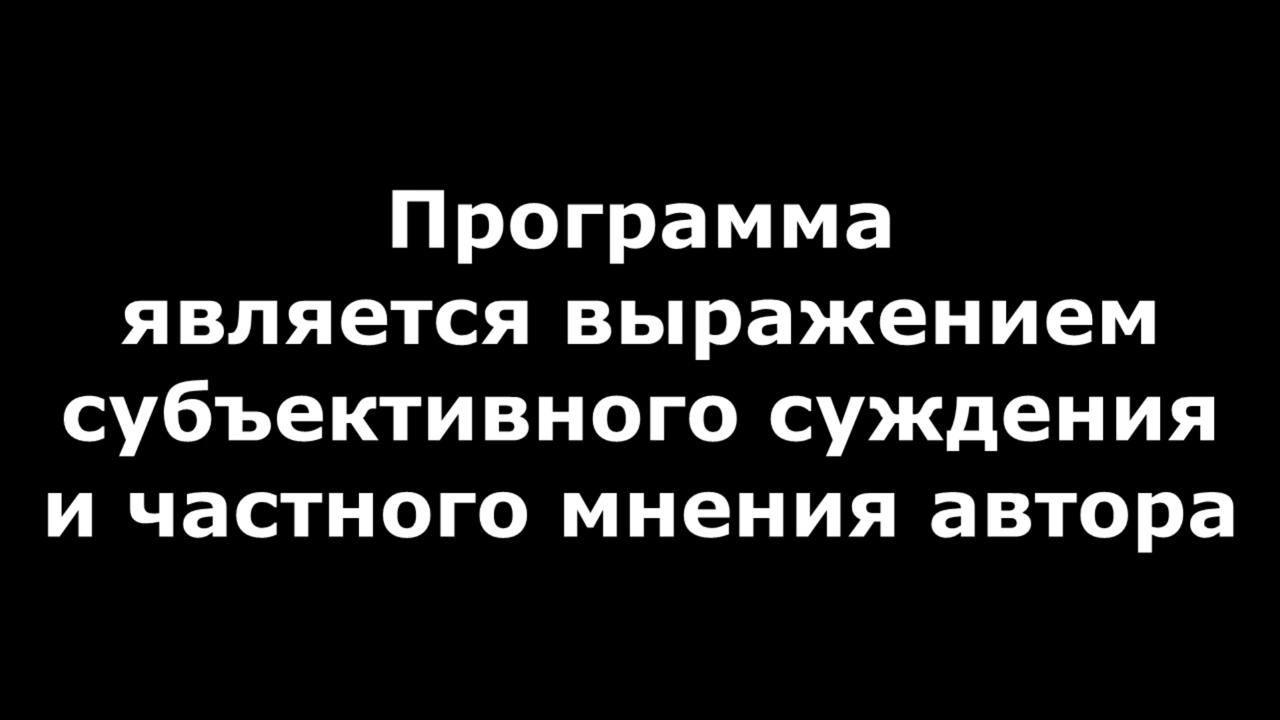 Программа
является выражением
субъективного суждения
и частного мнения автора